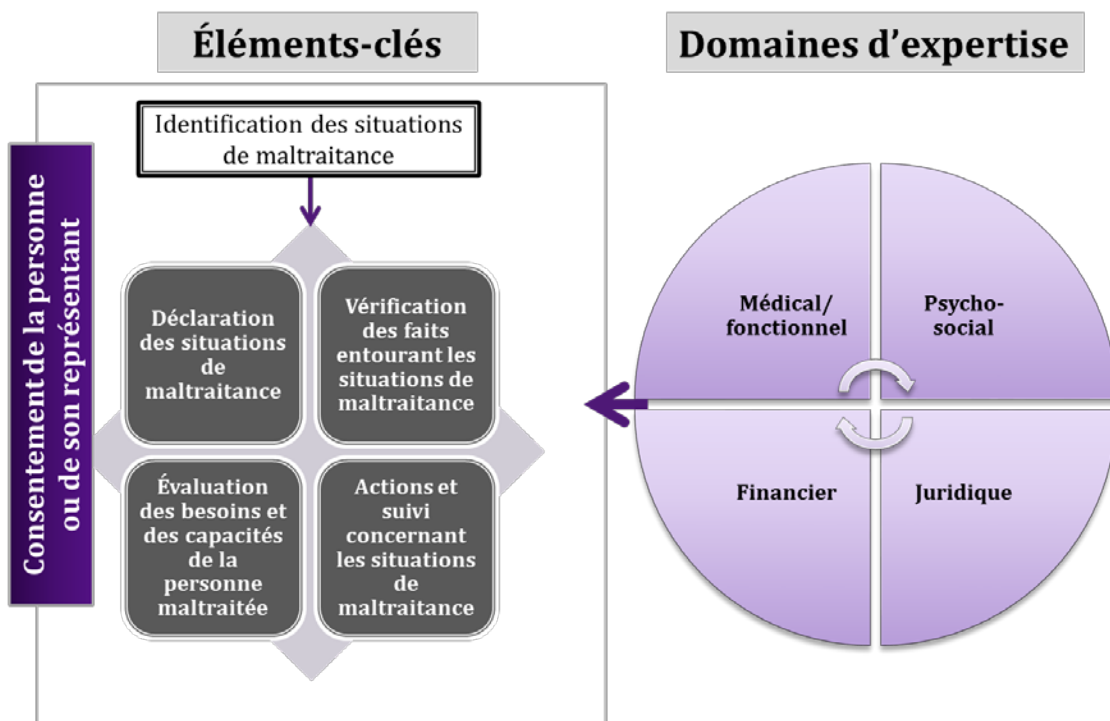 Éléments-clés
Domaines d'expertise
Consentement de la personne
ou de son représentant
Identification des situations
de maltraitance
Déclaration
des situations
de
maltraitance
Vérification
des faits
entourant les
situations de
maltraitance
Évaluation
des besoins et
des capacités
de la
personne
maltraitée
Actions et
suivi
concernant
les situations
de
maltraitance
Médical/
fonctionnel
Psycho-
social
Financier
Juridique